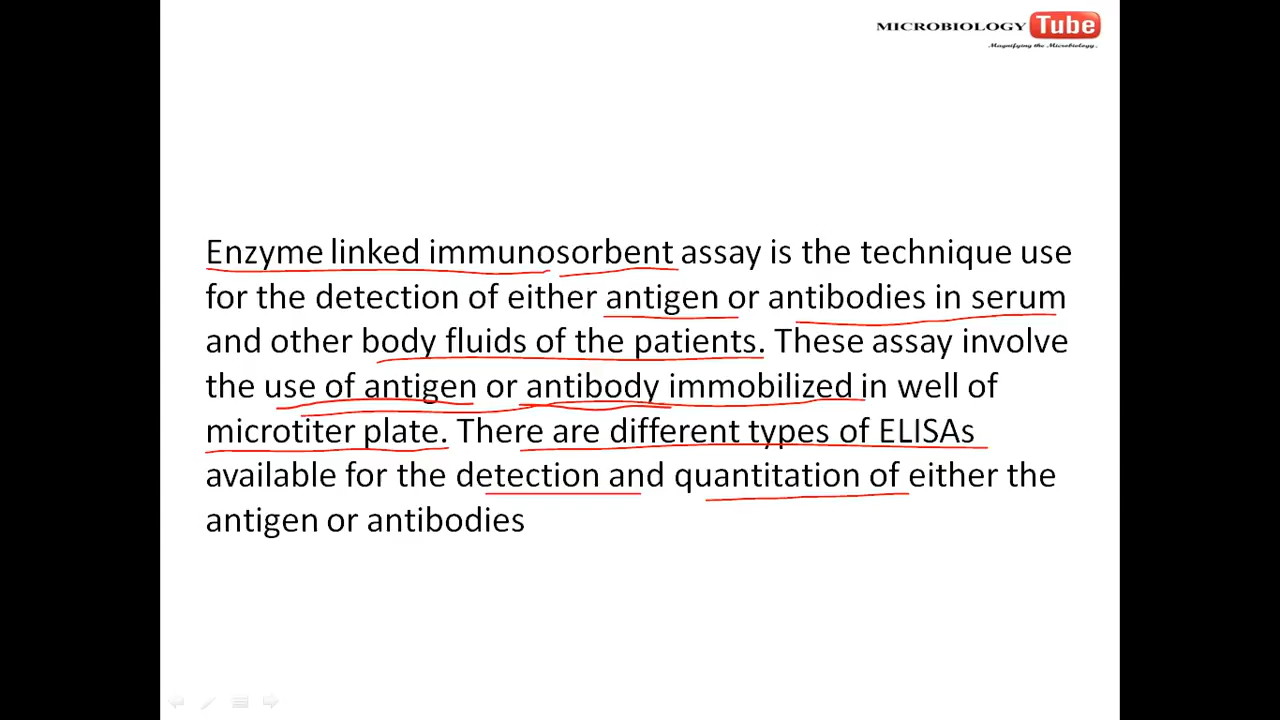 MICROBIOLOGY Tube
Magnifying the Microbiology.
Enzyme linked immunosorbent assay is the technique use
for the detection of either antigen or antibodies in serum
and other body fluids of the patients. These assay involve
the use of antigen or antibody immobilized in well of
microtiter plate. There are different types of ELISAs
available for the detection and quantitation of either the
antigen or antibodies